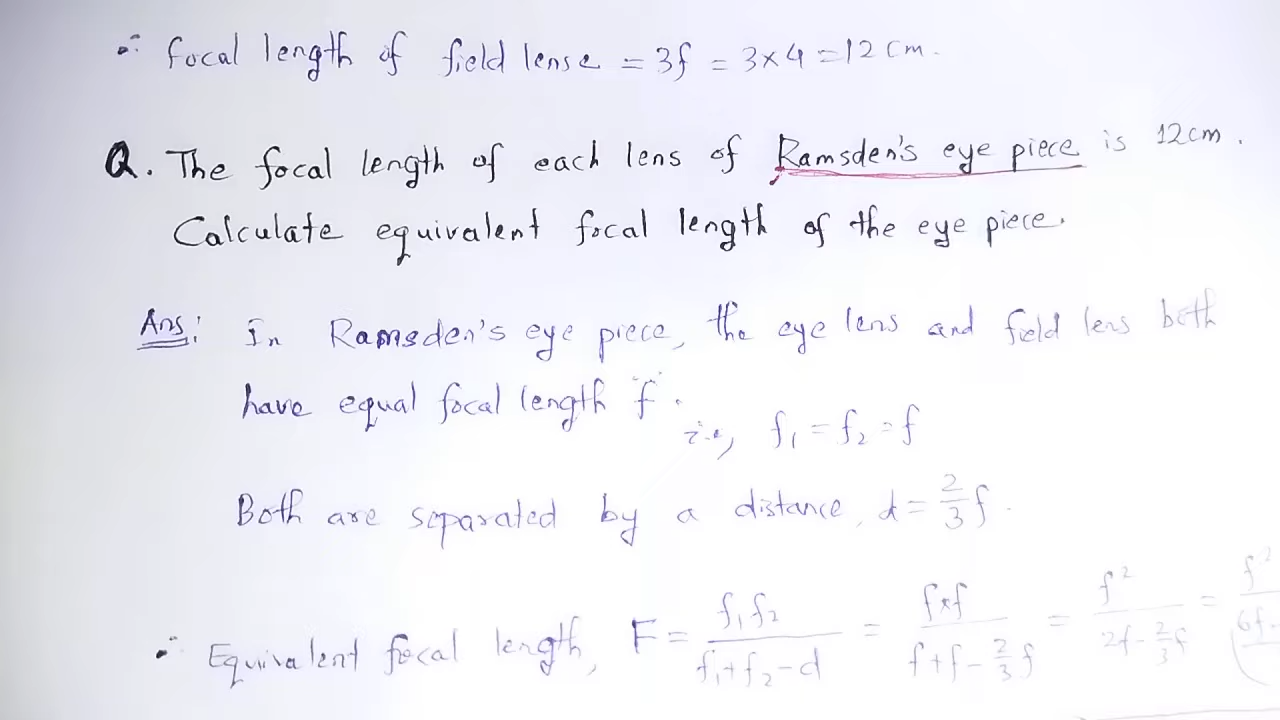 ∴ focal length of field lense = 3f = 3×4 = 12 cm.
Q. The focal length of each lens of Ramsden's eye piece is 12cm.
Calculate equivalent focal length of the eye piece.
Ans: In Ramsden's eye piece, the eye lens and field lens both
have equal focal length "f".
i.e, f₁ = f₂ = f
Both are separated by a distance, d = 2/3 f.
∴ Equivalent focal length, F = f₁f₂/(f₁+f₂-d) = f×f/(f+f-2/3 f) = f²/(2f-2/3 f) = f²/(6f-